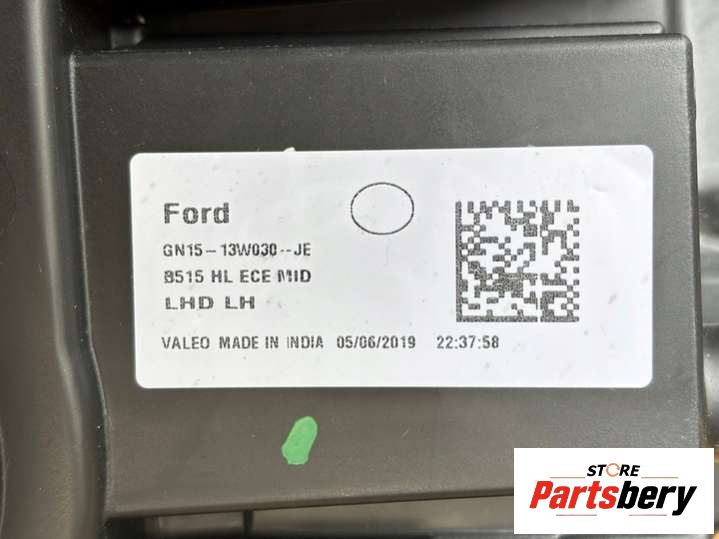 Ford
GN15-13W030--JE
B515 HL ECE MID
LHD LH
VALEO MADE IN INDIA 05/06/2019 22:37:58
STORE
Partsbery